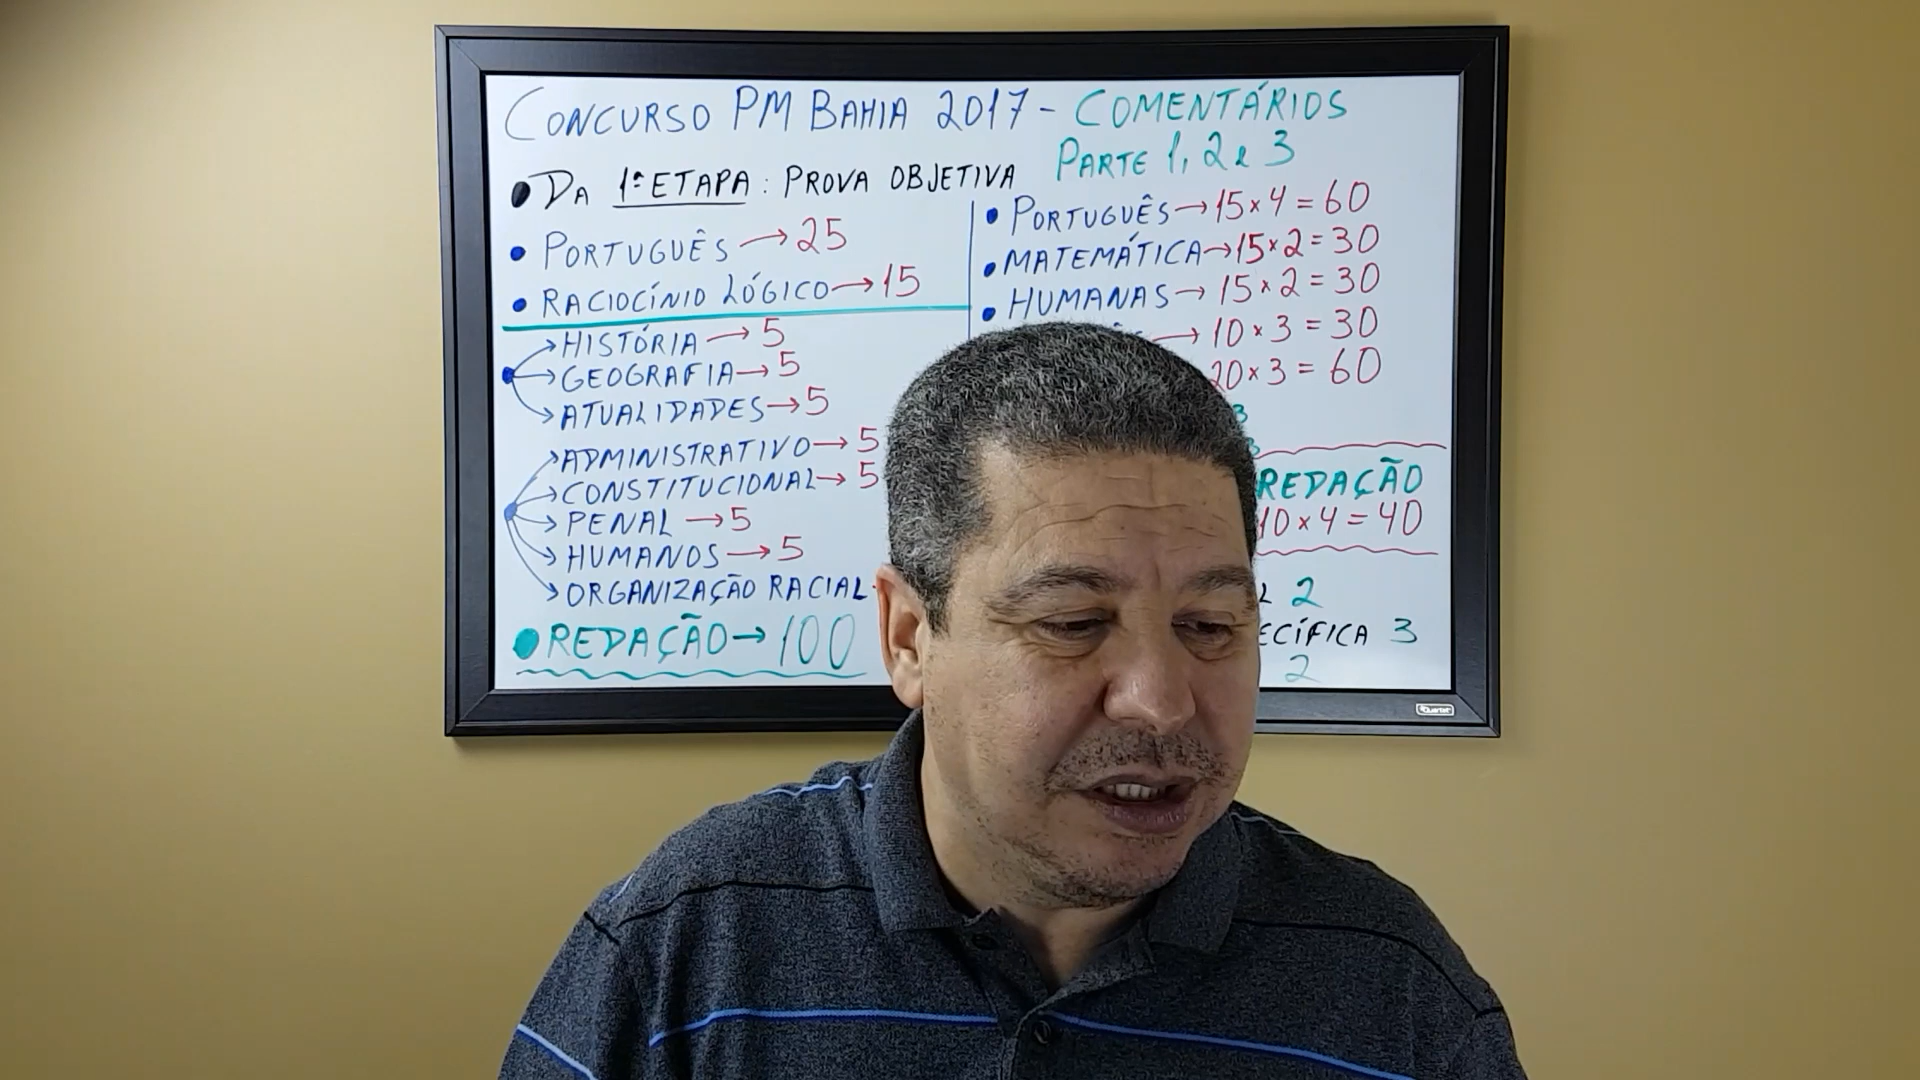 CONCURSO PM BAHIA 2017 - COMENTÁRIOS
PARTE 1, 2 e 3
DA 1ª ETAPA: PROVA OBJETIVA
PORTUGUÊS → 25
RACIOCÍNIO LÓGICO → 15
HISTÓRIA → 5
GEOGRAFIA → 5
ATUALIDADES → 5
ADMINISTRATIVO → 5
CONSTITUCIONAL → 5
PENAL → 5
HUMANOS → 5
ORGANIZAÇÃO RACIAL
REDAÇÃO → 100
PORTUGUÊS → 15 × 4 = 60
MATEMÁTICA → 15 × 2 = 30
HUMANAS → 15 × 2 = 30
→ 10 × 3 = 30
20 × 3 = 60
3
3
REDAÇÃO
10 × 4 = 40
2
ECÍFICA 3
2
Quartet